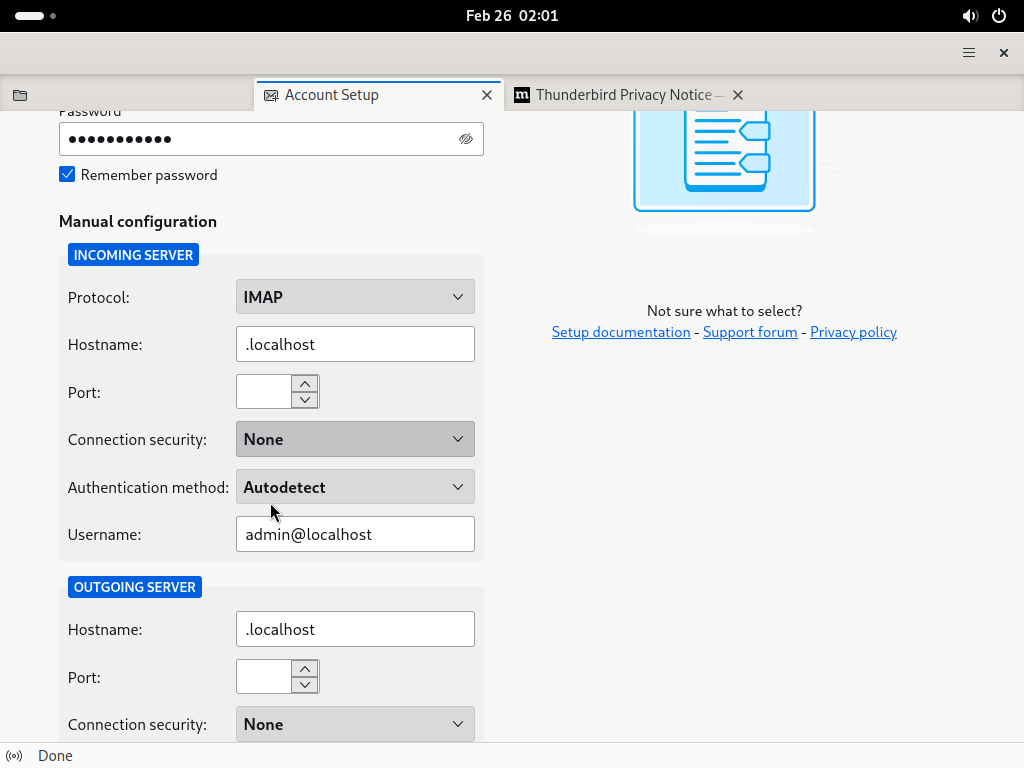 Feb 26 02:01
Account Setup
Thunderbird Privacy Notice —
Password
●●●●●●●●●●●
Remember password
Manual configuration
INCOMING SERVER
Protocol: IMAP
Hostname: .localhost
Port:
Connection security: None
Authentication method: Autodetect
Username: admin@localhost
OUTGOING SERVER
Hostname: .localhost
Port:
Connection security: None
Not sure what to select?
Setup documentation - Support forum - Privacy policy
Done